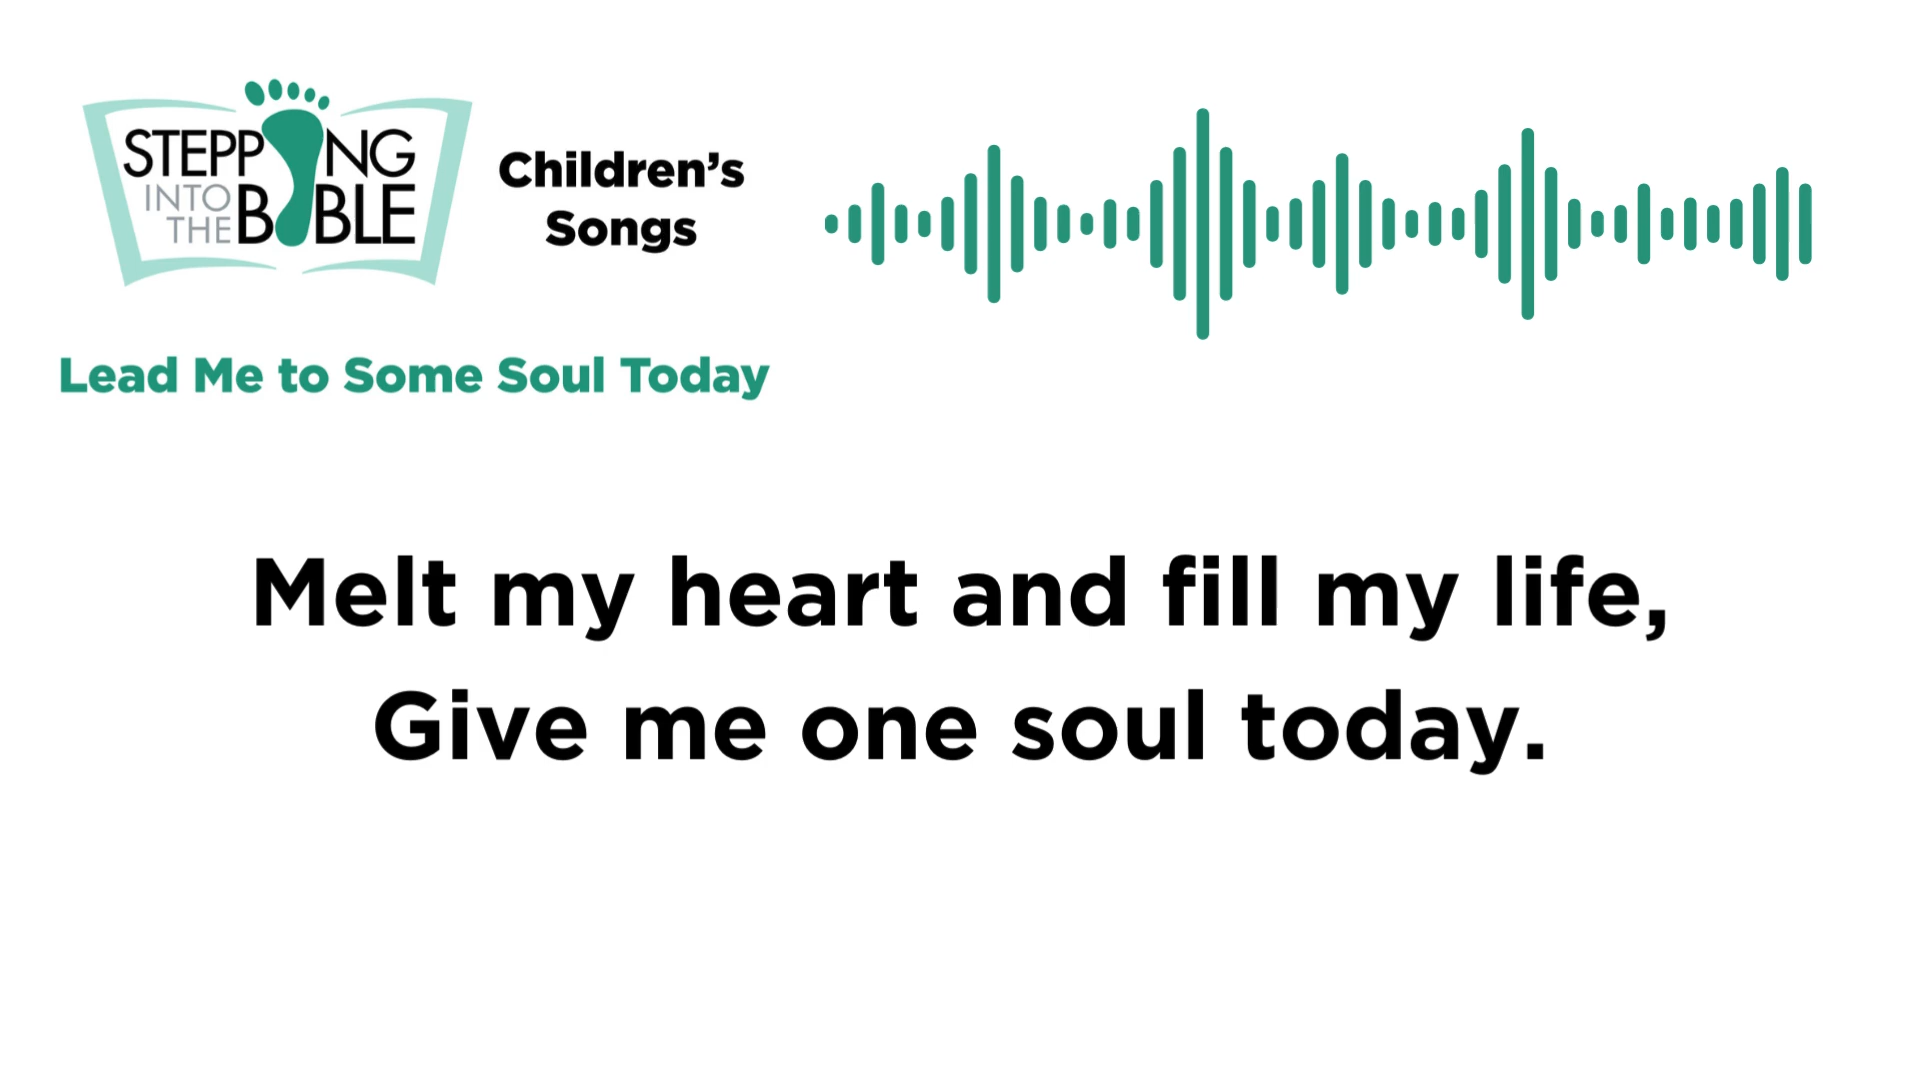 STEPPING
INTO
THE BIBLE
Children's
Songs
Lead Me to Some Soul Today
Melt my heart and fill my life,
Give me one soul today.